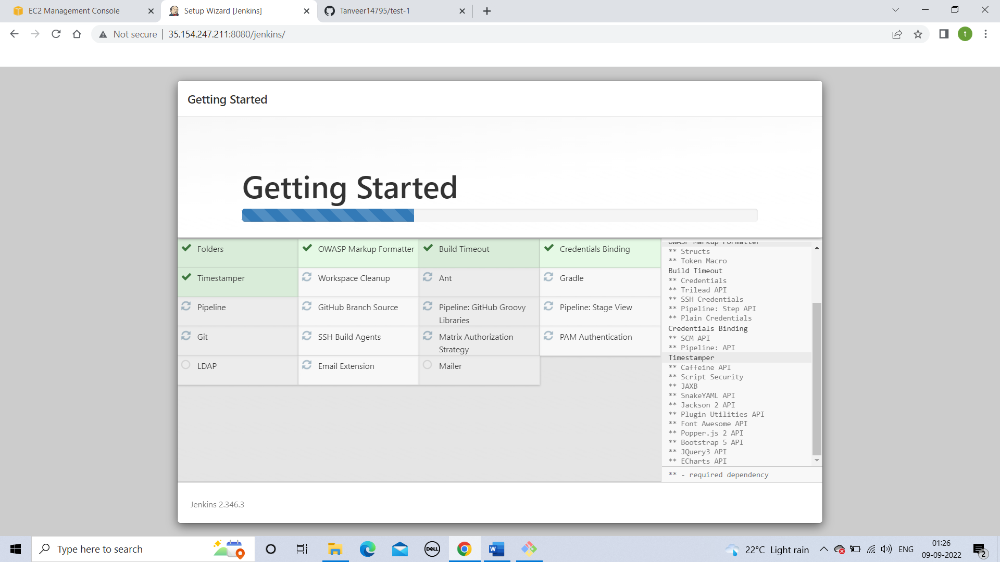 EC2 Management Console
Setup Wizard [Jenkins]
Tanveer14795/test-1
Not secure
35.154.247.211:8080/jenkins/
t
Getting Started
Getting Started
Folders
OWASP Markup Formatter
Build Timeout
Credentials Binding
Timestamper
Workspace Cleanup
Ant
Gradle
Pipeline
GitHub Branch Source
Pipeline: GitHub Groovy
Libraries
Pipeline: Stage View
Git
SSH Build Agents
Matrix Authorization
Strategy
PAM Authentication
LDAP
Email Extension
Mailer
OWASP Markup Formatter
** Structs
** Token Macro
Build Timeout
** Credentials
** Trilead API
** SSH Credentials
** Pipeline: Step API
** Plain Credentials
Credentials Binding
** SCM API
** Pipeline: API
Timestamper
** Caffeine API
** Script Security
** JAXB
** SnakeYAML API
** Jackson 2 API
** Plugin Utilities API
** Font Awesome API
** Popper.js 2 API
** Bootstrap 5 API
** JQuery3 API
** ECharts API
** - required dependency
Jenkins 2.346.3
Type here to search
DELL
W
22°C Light rain
ENG
01:26
09-09-2022
2